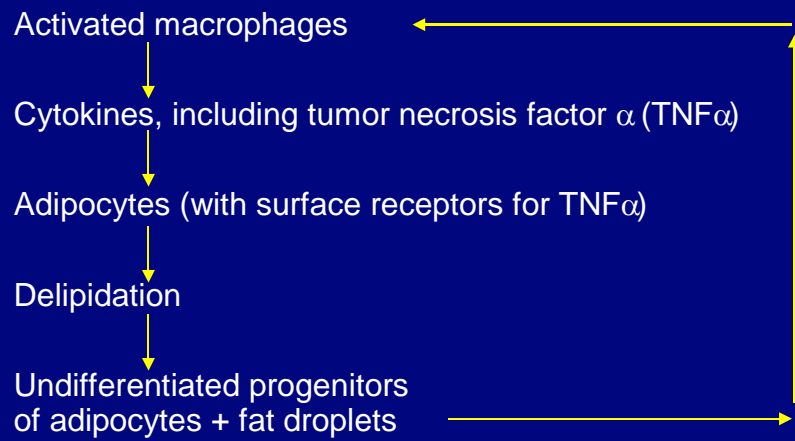 Activated macrophages
Cytokines, including tumor necrosis factor α (TNFα)
Adipocytes (with surface receptors for TNFα)
Delipidation
Undifferentiated progenitors
of adipocytes + fat droplets